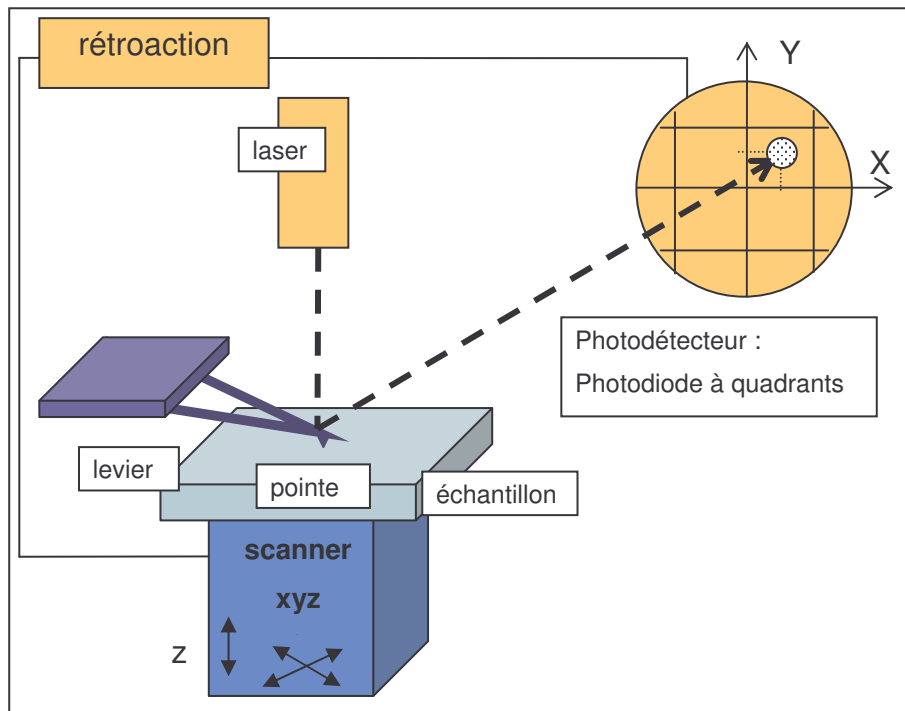 rétroaction
Y
laser
X
Photodétecteur :
Photodiode à quadrants
levier
pointe
échantillon
scanner
xyz
z